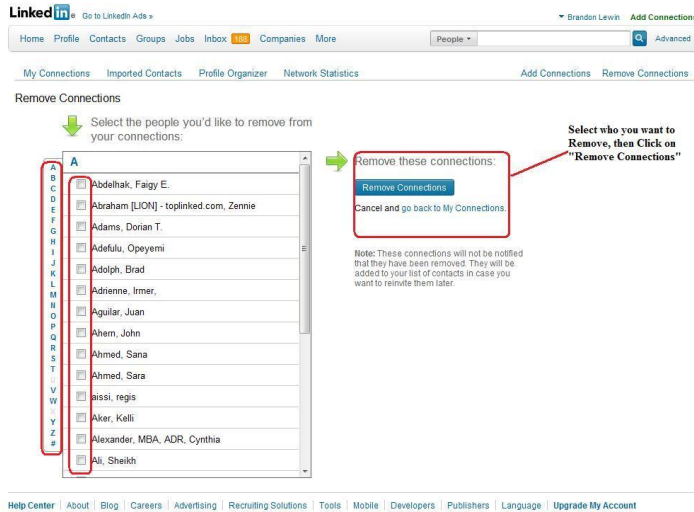 Linked in ® Go to LinkedIn Ads »
Brandon Lewin Add Connection
Home Profile Contacts Groups Jobs Inbox 188 Companies More
People
Advanced
My Connections Imported Contacts Profile Organizer Network Statistics
Add Connections Remove Connections
Remove Connections
Select the people you'd like to remove from
your connections:
A
B
C
D
E
F
G
H
I
J
K
L
M
N
O
P
Q
R
S
T
U
V
W
X
Y
Z
#
A
Abdelhak, Faigy E.
Abraham [LION] - toplinked.com, Zennie
Adams, Dorian T.
Adefulu, Opeyemi
Adolph, Brad
Adrienne, Irmer,
Aguilar, Juan
Ahern, John
Ahmed, Sana
Ahmed, Sara
aissi, regis
Aker, Kelli
Alexander, MBA, ADR, Cynthia
Ali, Sheikh
Remove these connections:
Remove Connections
Cancel and go back to My Connections.
Note: These connections will not be notified
that they have been removed. They will be
added to your list of contacts in case you
want to reinvite them later.
Select who you want to
Remove, then Click on
"Remove Connections"
Help Center About Blog Careers Advertising Recruiting Solutions Tools Mobile Developers Publishers Language Upgrade My Account